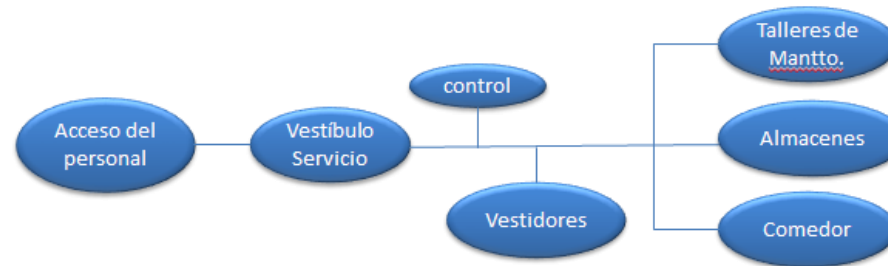 Acceso del
personal
Vestíbulo
Servicio
control
Vestidores
Talleres de
Mantto.
Almacenes
Comedor